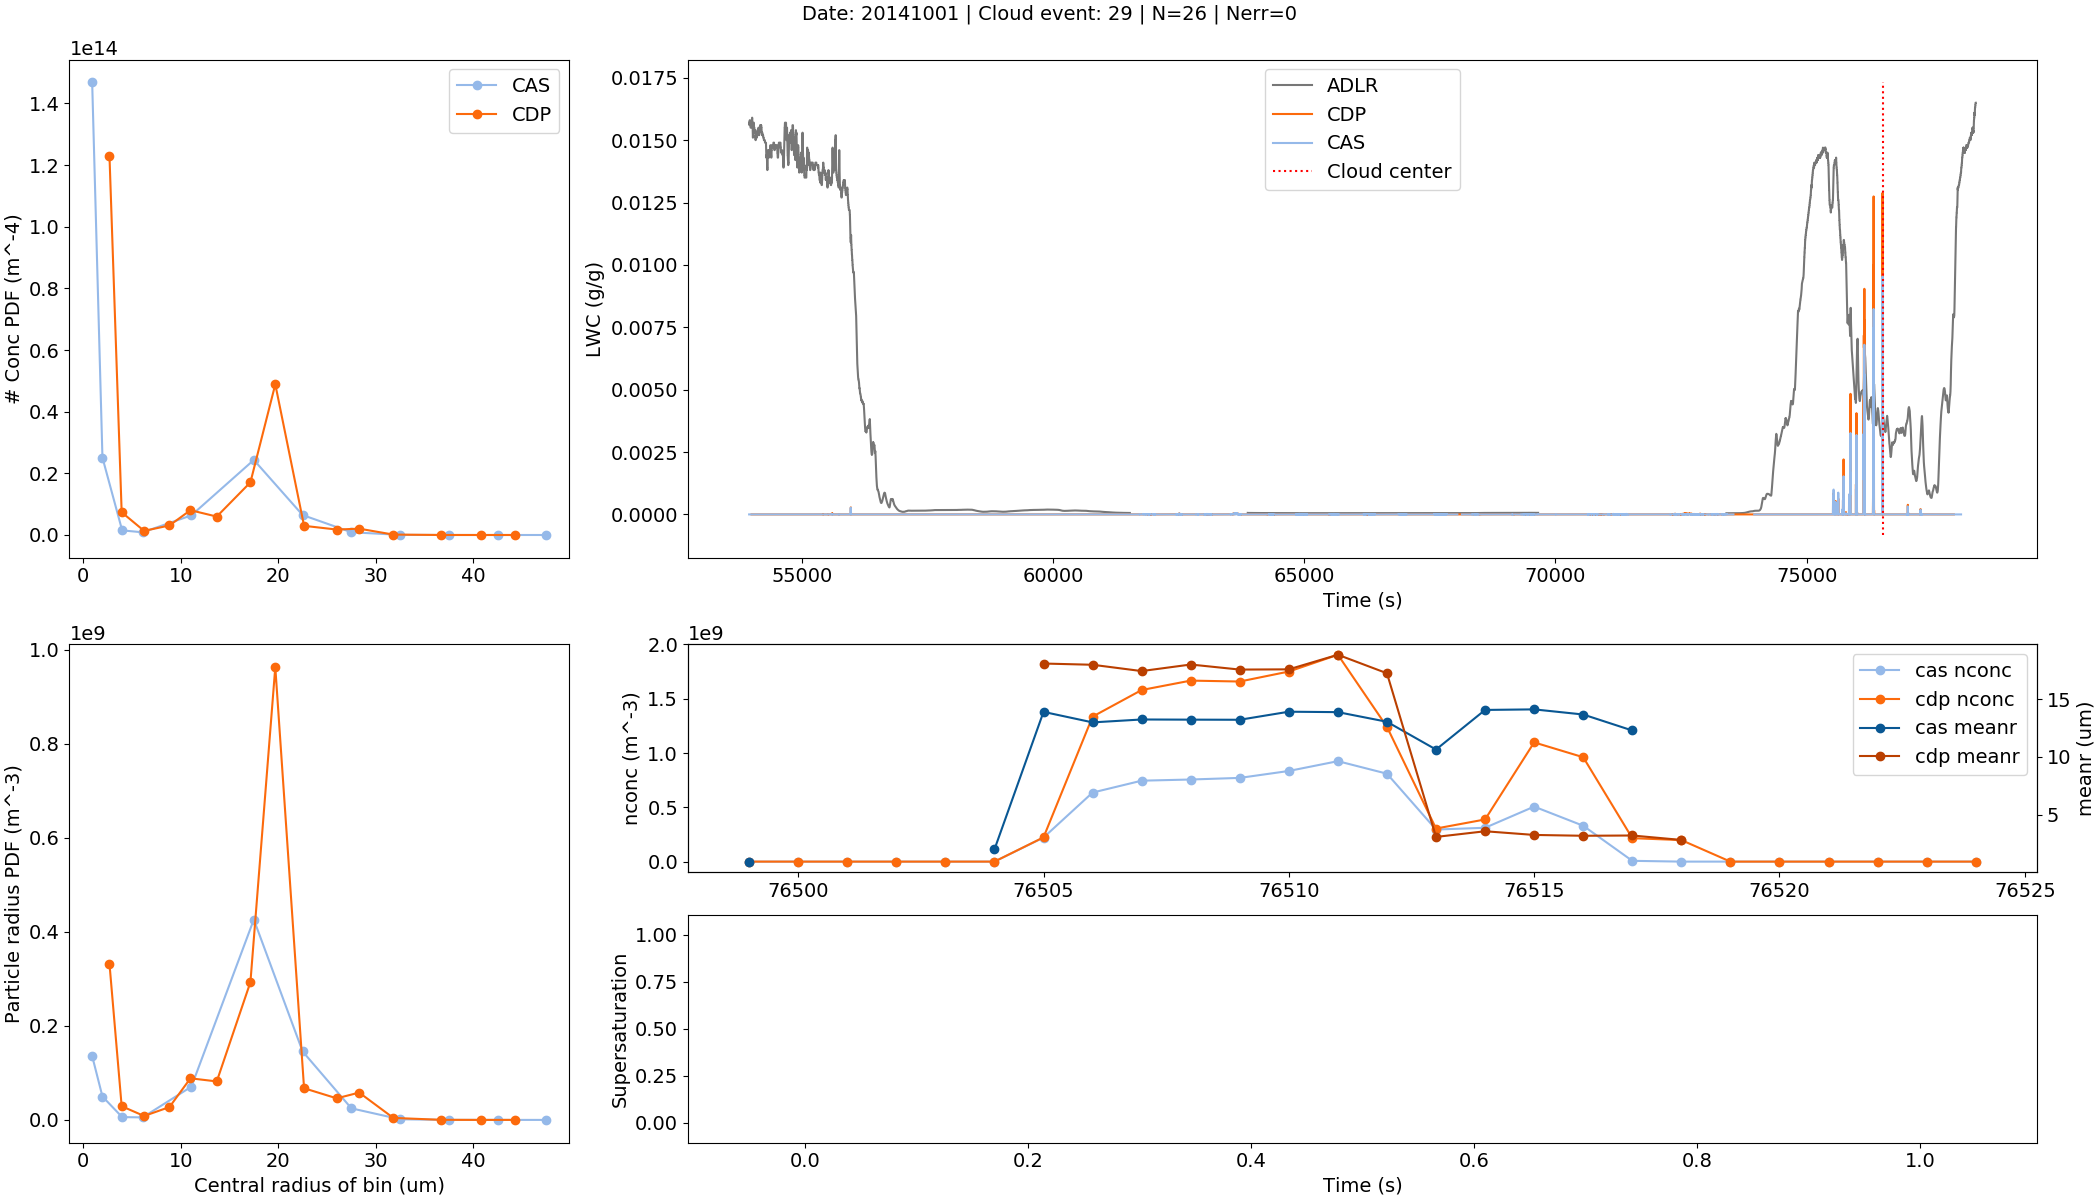 Date: 20141001 | Cloud event: 29 | N=26 | Nerr=0
1e14
# Conc PDF (m^-4)
1.4
1.2
1.0
0.8
0.6
0.4
0.2
0.0
0 10 20 30 40
CAS
CDP
LWC (g/g)
0.0175
0.0150
0.0125
0.0100
0.0075
0.0050
0.0025
0.0000
55000 60000 65000 70000 75000
Time (s)
ADLR
CDP
CAS
Cloud center
1e9
Particle radius PDF (m^-3)
1.0
0.8
0.6
0.4
0.2
0.0
0 10 20 30 40
Central radius of bin (um)
1e9
nconc (m^-3)
2.0
1.5
1.0
0.5
0.0
76500 76505 76510 76515 76520 76525
cas nconc
cdp nconc
cas meanr
cdp meanr
15
10
5
meanr (um)
Supersaturation
1.00
0.75
0.50
0.25
0.00
0.0 0.2 0.4 0.6 0.8 1.0
Time (s)